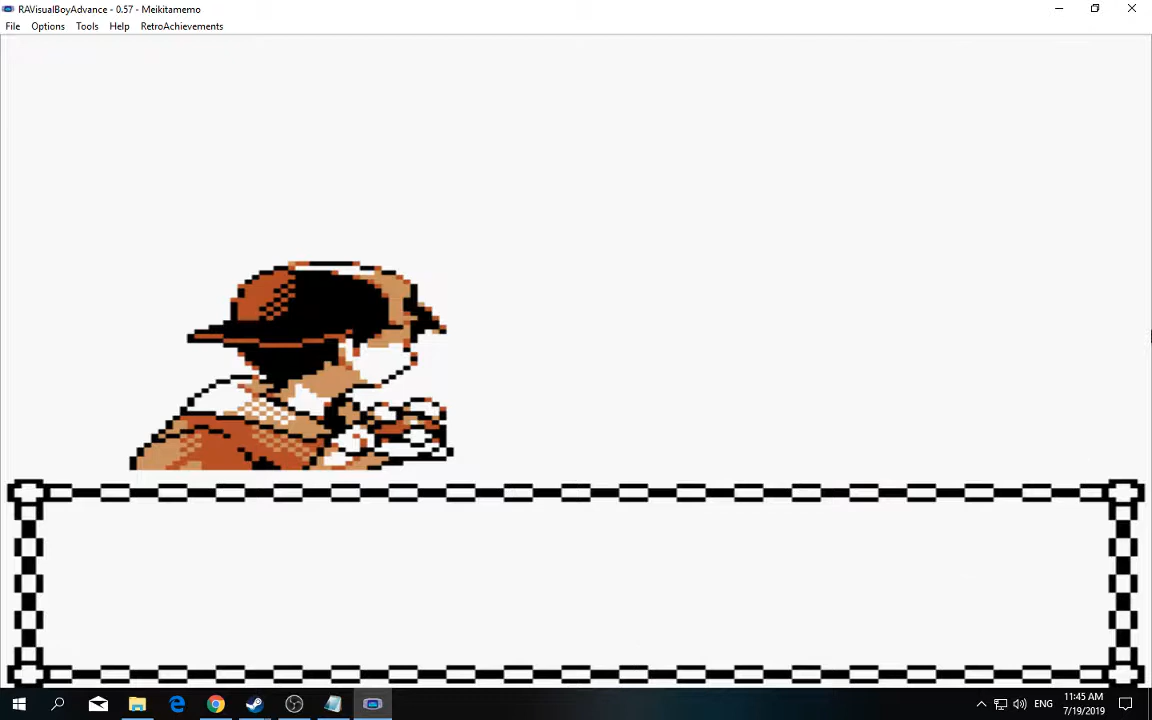 RAVisualBoyAdvance - 0.57 - Meikitamemo
File Options Tools Help RetroAchievements
11:45 AM
ENG
7/19/2019